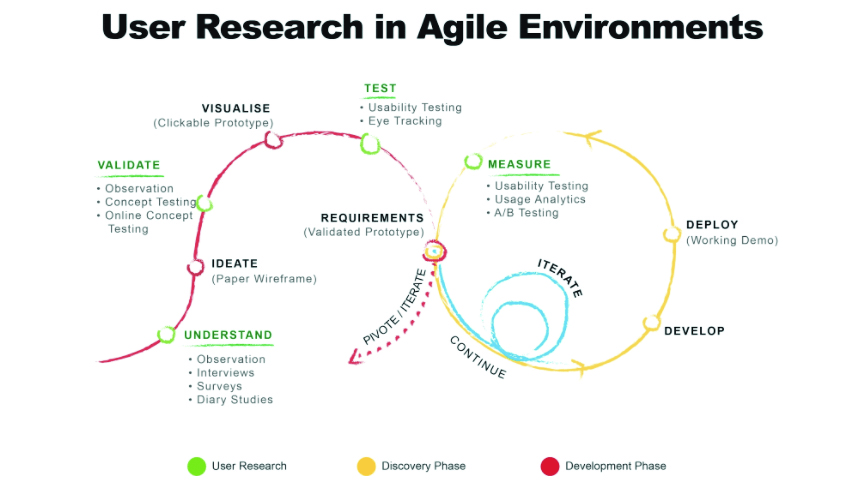 User Research in Agile Environments
TEST
• Usability Testing
• Eye Tracking
VISUALISE
(Clickable Prototype)
VALIDATE
• Observation
• Concept Testing
• Online Concept
Testing
IDEATE
(Paper Wireframe)
UNDERSTAND
• Observation
• Interviews
• Surveys
• Diary Studies
REQUIREMENTS
(Validated Prototype)
PIVOTE / ITERATE
MEASURE
• Usability Testing
• Usage Analytics
• A/B Testing
ITERATE
CONTINUE
DEPLOY
(Working Demo)
DEVELOP
User Research
Discovery Phase
Development Phase